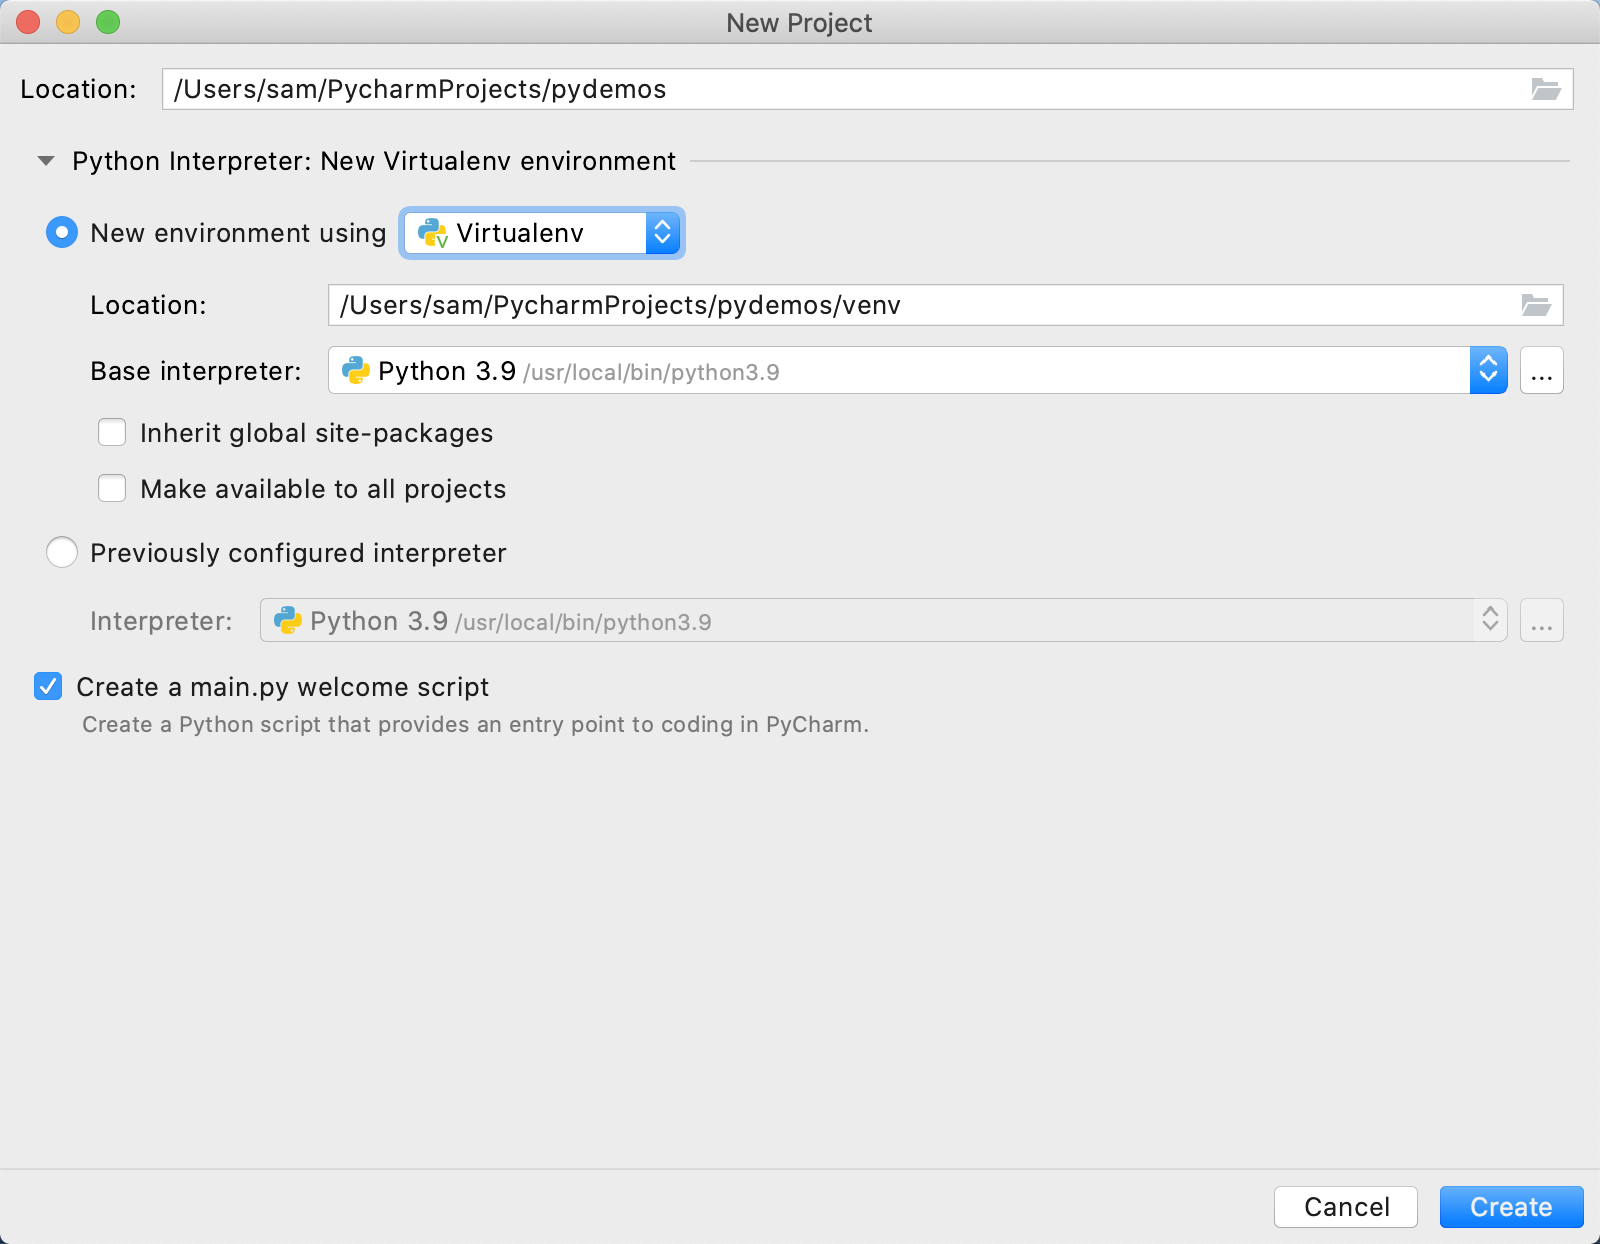 New Project
Location: /Users/sam/PycharmProjects/pydemos
Python Interpreter: New Virtualenv environment
New environment using Virtualenv
Location: /Users/sam/PycharmProjects/pydemos/venv
Base interpreter: Python 3.9 /usr/local/bin/python3.9 ...
Inherit global site-packages
Make available to all projects
Previously configured interpreter
Interpreter: Python 3.9 /usr/local/bin/python3.9 ...
Create a main.py welcome script
Create a Python script that provides an entry point to coding in PyCharm.
Cancel Create